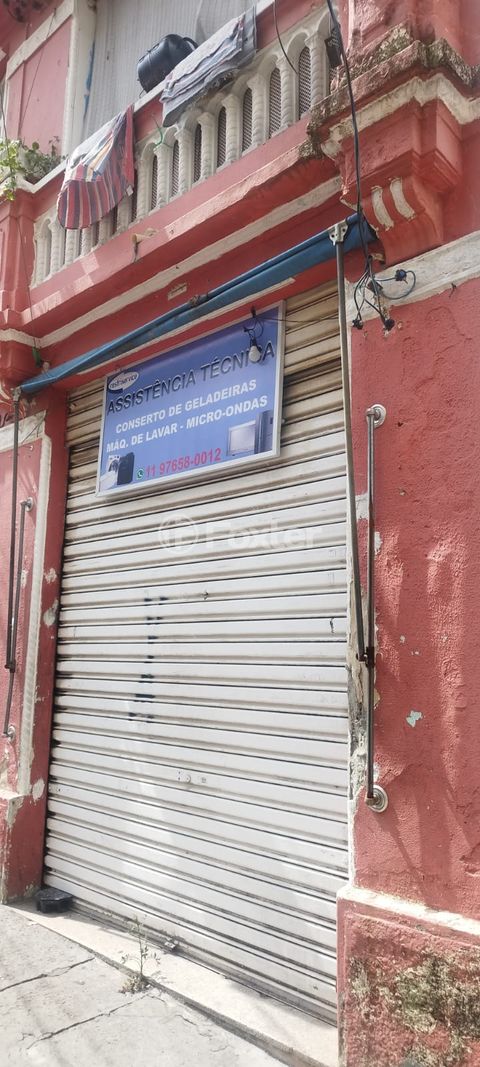 ASSISTÊNCIA TÉCNICA
CONSERTO DE GELADEIRAS
MÁQ. DE LAVAR - MICRO-ONDAS
11 97658-0012
Foxter